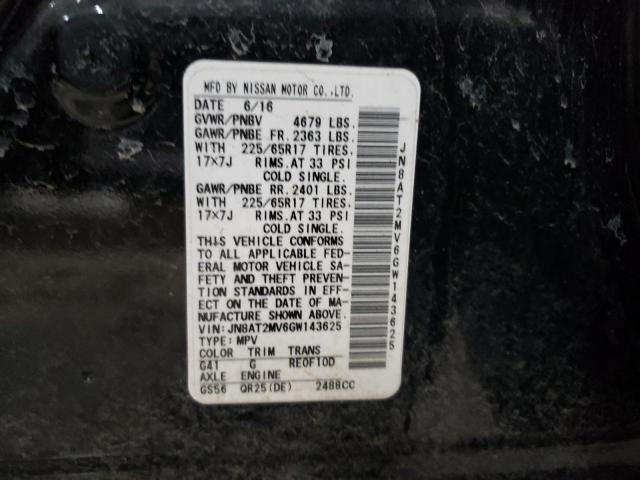 MFD BY NISSAN MOTOR CO.,LTD.
DATE 6/16
GVWR/PNBV 4679 LBS.
GAWR/PNBE FR. 2363 LBS.
WITH 225/65R17 TIRES.
17×7J RIMS. AT 33 PSI
COLD SINGLE.
GAWR/PNBE RR. 2401 LBS.
WITH 225/65R17 TIRES.
17×7J RIMS. AT 33 PSI
COLD SINGLE.
THIS VEHICLE CONFORMS
TO ALL APPLICABLE FED-
ERAL MOTOR VEHICLE SA-
FETY AND THEFT PREVEN-
TION STANDARDS IN EFF-
ECT ON THE DATE OF MA-
NUFACTURE SHOWN ABOVE.
VIN: JN8AT2MV6GW143625
TYPE: MPV
COLOR TRIM TRANS
G41 G RE0F10D
AXLE ENGINE
GS56 QR25(DE) 2488CC
JN8AT2MV6GW143625